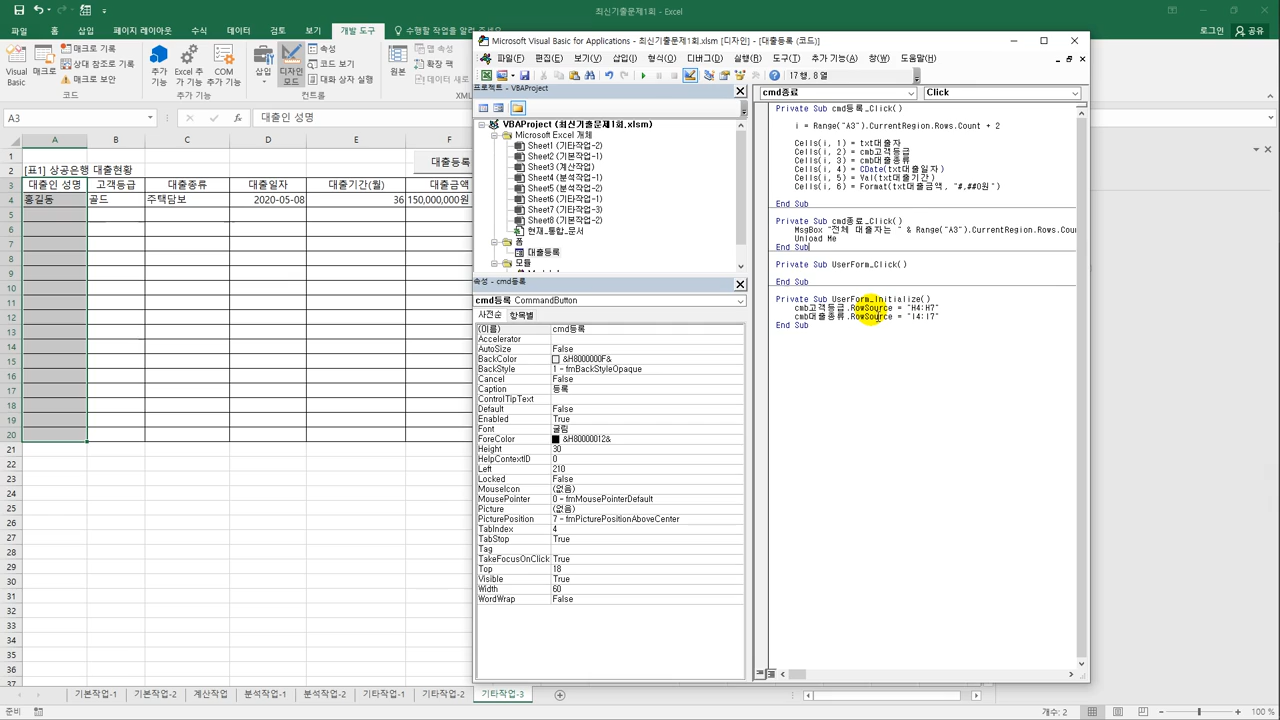 최신기출문제1회 - Excel
로그인
공유
파일 홈 삽입 페이지 레이아웃 수식 데이터 검토 보기 개발 도구 수행할 작업을 알려 주세요.
Visual Basic
매크로
매크로 기록
상대 참조로 기록
매크로 보안
코드
추가 기능
Excel 추가 기능
COM 추가 기능
추가 기능
삽입
디자인 모드
속성
코드 보기
대화 상자 실행
컨트롤
원본
맵 속성
확장 팩
데이터 새로
XML
A3
대출인 성명
A B C D E F
[표1] 상공은행 대출현황
대출등록
대출인 성명 고객등급 대출종류 대출일자 대출기간(월) 대출금액
홍길동 골드 주택담보 2020-05-08 36 150,000,000원
Microsoft Visual Basic for Applications - 최신기출문제1회.xlsm [디자인] - [대출등록 (코드)]
파일(F) 편집(E) 보기(V) 삽입(I) 형식(O) 디버그(D) 실행(R) 도구(T) 추가 기능(A) 창(W) 도움말(H)
17행, 8열
프로젝트 - VBAProject
VBAProject (최신기출문제1회.xlsm)
Microsoft Excel 개체
Sheet1 (기타작업-2)
Sheet2 (기본작업-1)
Sheet3 (계산작업)
Sheet4 (분석작업-1)
Sheet5 (분석작업-2)
Sheet6 (기타작업-1)
Sheet7 (기타작업-3)
Sheet8 (기본작업-2)
현재_통합_문서
폼
대출등록
모듈
속성 - cmd등록
cmd등록 CommandButton
사전순 항목별
(이름) cmd등록
Accelerator
AutoSize False
BackColor &H8000000F&
BackStyle 1 - fmBackStyleOpaque
Cancel False
Caption 등록
ControlTipText
Default False
Enabled True
Font 굴림
ForeColor &H80000012&
Height 30
HelpContextID 0
Left 210
Locked False
MouseIcon (없음)
MousePointer 0 - fmMousePointerDefault
Picture (없음)
PicturePosition 7 - fmPicturePositionAboveCenter
TabIndex 4
TabStop True
Tag
TakeFocusOnClick True
Top 18
Visible True
Width 60
WordWrap False
cmd종료 Click
Private Sub cmd등록_Click()
i = Range("A3").CurrentRegion.Rows.Count + 2
Cells(i, 1) = txt대출자
Cells(i, 2) = cmb고객등급
Cells(i, 3) = cmb대출종류
Cells(i, 4) = CDate(txt대출일자)
Cells(i, 5) = Val(txt대출기간)
Cells(i, 6) = Format(txt대출금액, "#,##0원")
End Sub
Private Sub cmd종료_Click()
MsgBox "전체 대출자는 " & Range("A3").CurrentRegion.Rows.Cou
Unload Me
End Sub
Private Sub UserForm_Click()
End Sub
Private Sub UserForm_Initialize()
cmb고객등급.RowSource = "H4:H7"
cmb대출종류.RowSource = "I4:I7"
End Sub
기본작업-1 기본작업-2 계산작업 분석작업-1 분석작업-2 기타작업-1 기타작업-2 기타작업-3
준비
개수: 2
100 %